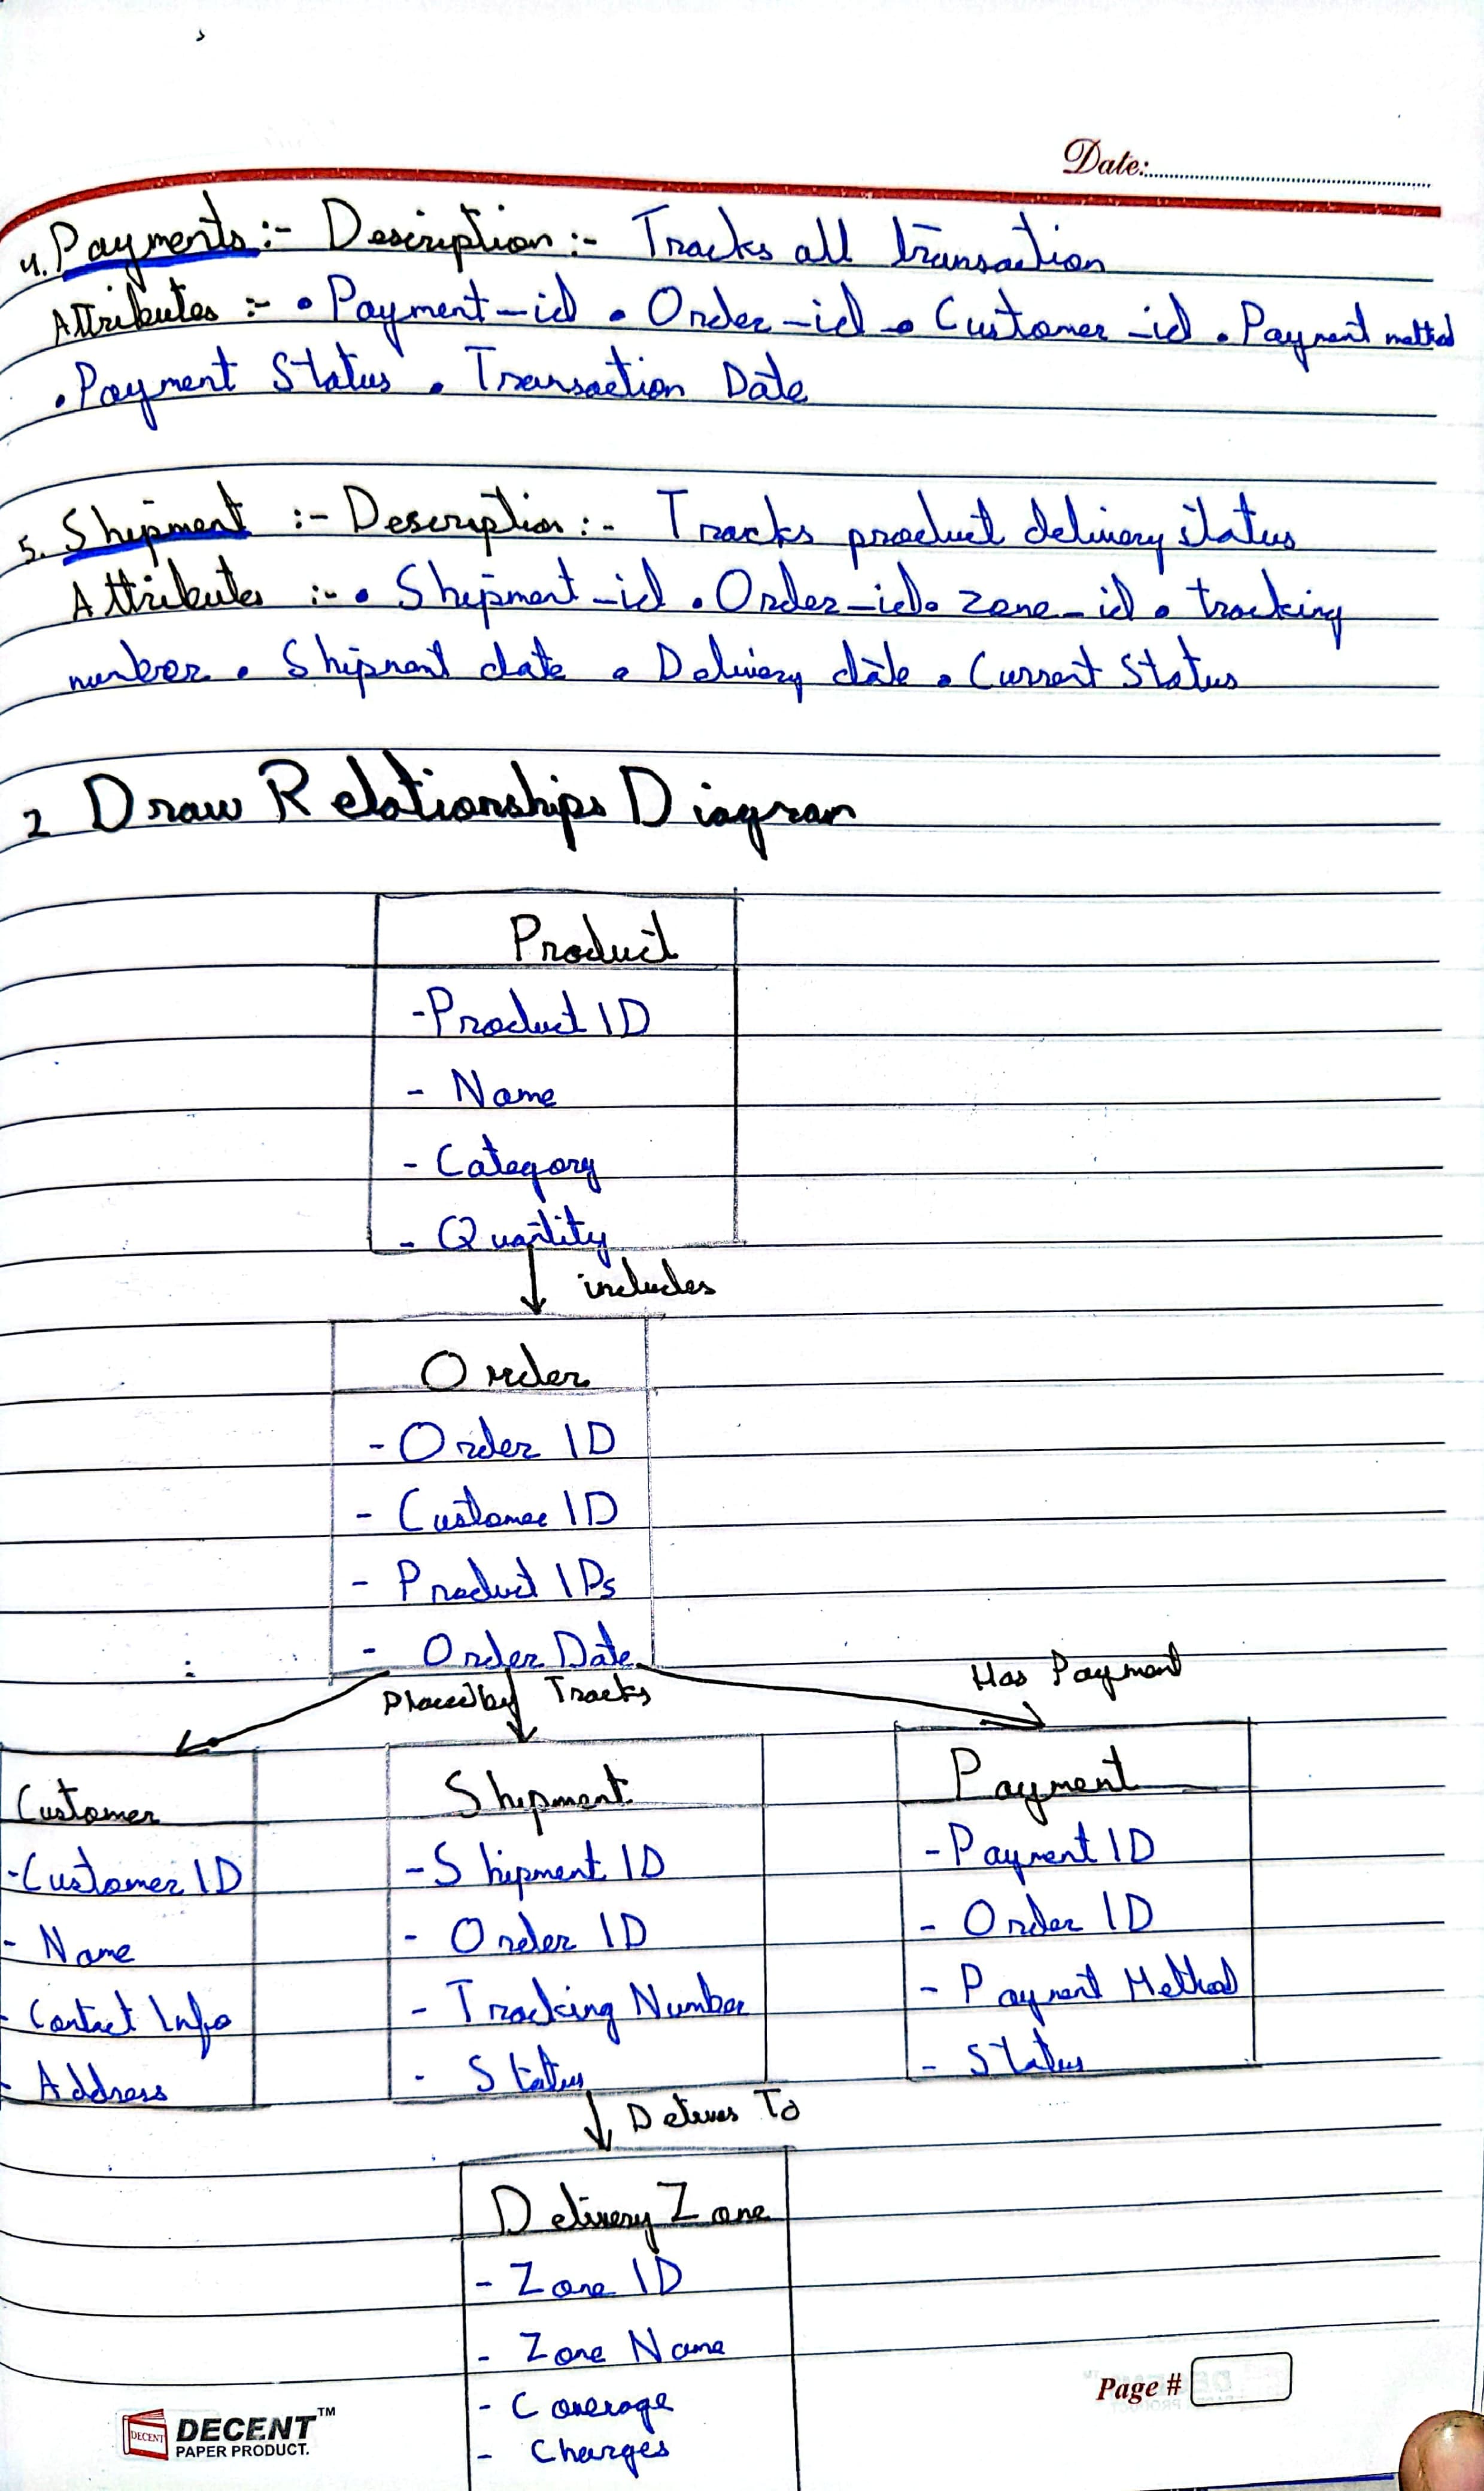 Date:
4. Payments :- Description :- Tracks all transaction
Attributes :- • Payment-id • Order-id • Customer-id • Payment method
• Payment Status • Transaction Date
5. Shipment :- Description :- Tracks product delivery status
Attributes :- • Shipment-id • Order-id • zone-id • tracking
number • Shipment date • Delivery date • Current Status
2 Draw Relationships Diagram
Product
- Product ID
- Name
- Category
- Quantity
includes
Order
- Order ID
- Customer ID
- Product IDs
- Order Date
Placed by Tracks Has Payment
Customer
- Customer ID
- Name
- Contact Info
- Address
Shipment
- Shipment ID
- Order ID
- Tracking Number
- Status
Payment
- Payment ID
- Order ID
- Payment Method
- Status
Delivers To
Delivery Zone
- Zone ID
- Zone Name
- Coverage
- Charges
Page #
DECENT
DECENT™
PAPER PRODUCT.